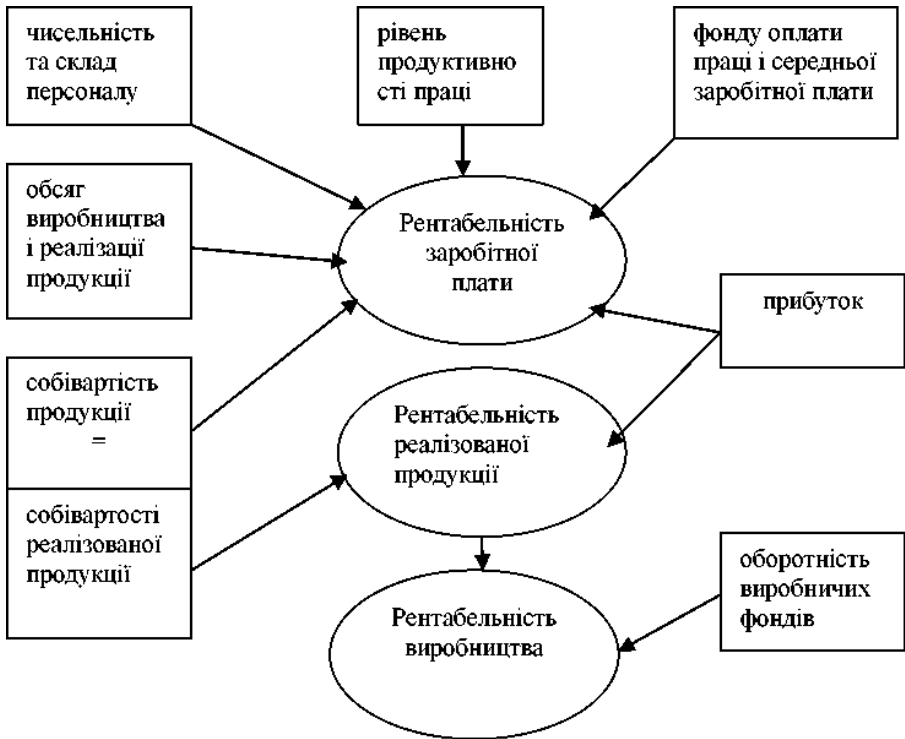 чисельність
та склад
персоналу
рівень
продуктивно
сті праці
фонду оплати
праці і середньої
заробітної плати
обсяг
виробництва
і реалізації
продукції
Рентабельність
заробітної
плати
прибуток
собівартість
продукції
=
Рентабельність
реалізованої
продукції
собівартості
реалізованої
продукції
оборотність
виробничих
фондів
Рентабельність
виробництва